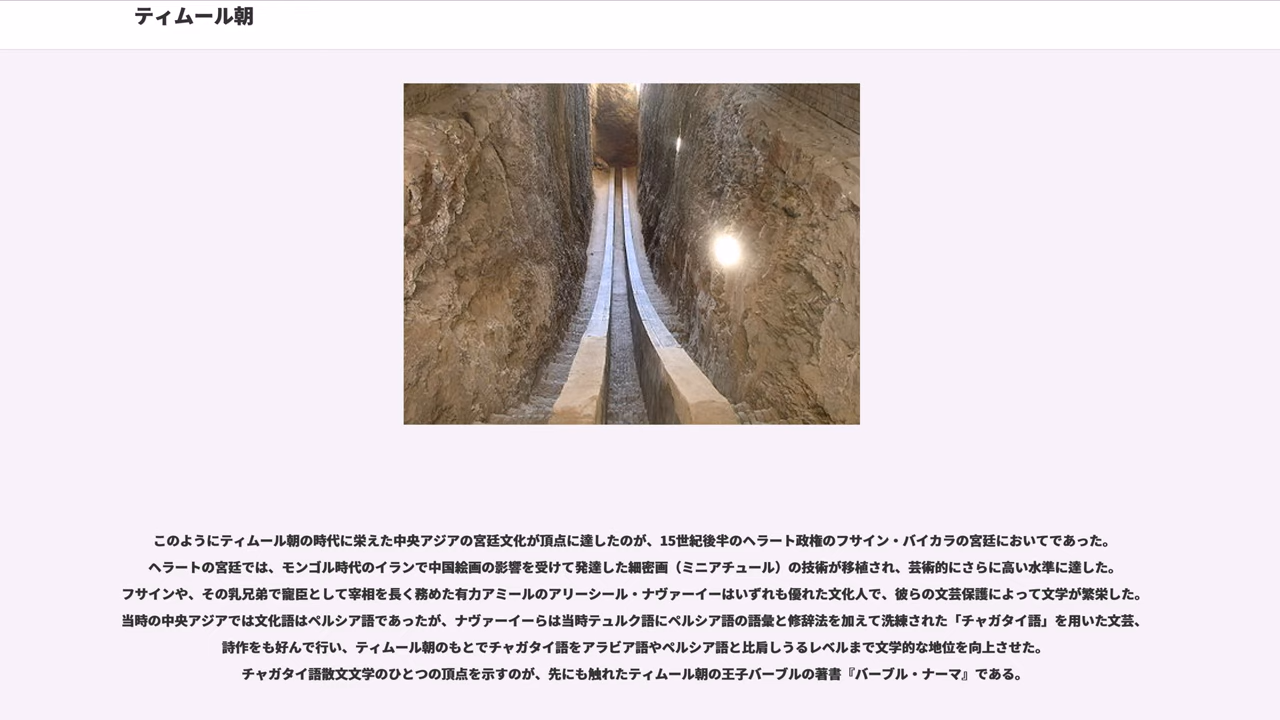 ティムール朝
このようにティムール朝の時代に栄えた中央アジアの宮廷文化が頂点に達したのが、15世紀後半のヘラート政権のフサイン・バイカラの宮廷においてであった。
ヘラートの宮廷では、モンゴル時代のイランで中国絵画の影響を受けて発達した細密画（ミニアチュール）の技術が移植され、芸術的にさらに高い水準に達した。
フサインや、その乳兄弟で寵臣として宰相を長く務めた有力アミールのアリーシール・ナヴァーイーはいずれも優れた文化人で、彼らの文芸保護によって文学が繁栄した。
当時の中央アジアでは文化語はペルシア語であったが、ナヴァーイーらは当時テュルク語にペルシア語の語彙と修辞法を加えて洗練された「チャガタイ語」を用いた文芸、
詩作をも好んで行い、ティムール朝のもとでチャガタイ語をアラビア語やペルシア語と比肩しうるレベルまで文学的な地位を向上させた。
チャガタイ語散文文学のひとつの頂点を示すのが、先にも触れたティムール朝の王子バーブルの著書『バーブル・ナーマ』である。